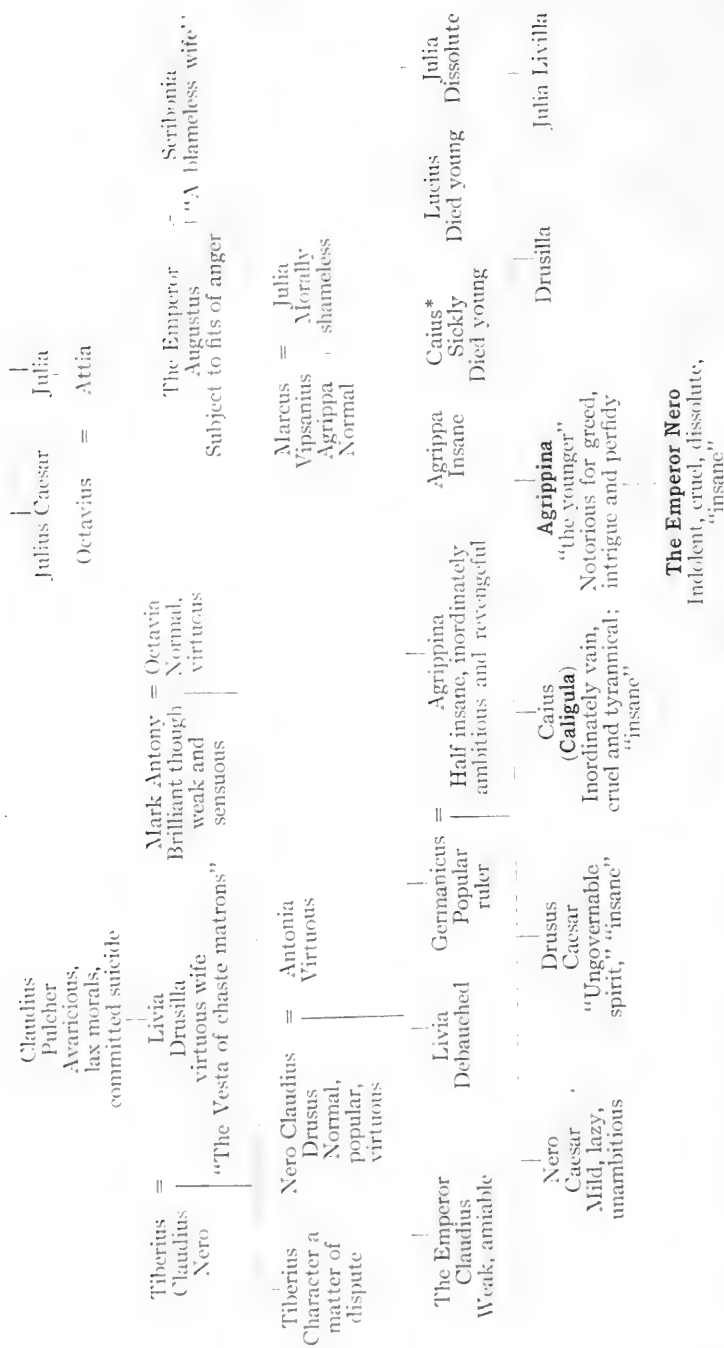 Julius Caesar Julia
Octavius = Attia
Claudius
Pulcher
Avaricious,
lax morals,
committed suicide
Tiberius
Claudius
Nero
=
Livia
Drusilla
virtuous wife
"The Vesta of chaste matrons"
Mark Antony
Brilliant though
weak and
sensuous
= Octavia
Normal,
virtuous
The Emperor
Augustus
Subject to fits of anger
=
Scribonia
"A blameless wife"
Tiberius
Character a
matter of
dispute
Nero Claudius
Drusus
Normal,
popular,
virtuous
=
Antonia
Virtuous
Marcus
Vipsanius
Agrippa
Normal
=
Julia
Morally
shameless
The Emperor
Claudius
Weak, amiable
Livia
Debauched
Germanicus
Popular
ruler
=
Agrippina
Half insane, inordinately
ambitious and revengeful
Agrippa
Insane
Caius*
Sickly
Died young
Lucius
Died young
Julia
Dissolute
Nero
Caesar
Mild, lazy,
unambitious
Drusus
Caesar
"Ungovernable
spirit," "insane"
Caius
(Caligula)
Inordinately vain,
cruel and tyrannical;
"insane"
Agrippina
"the younger"
Notorious for greed,
intrigue and perfidy
Drusilla
Julia Livilla
The Emperor Nero
Indolent, cruel, dissolute,
"insane"